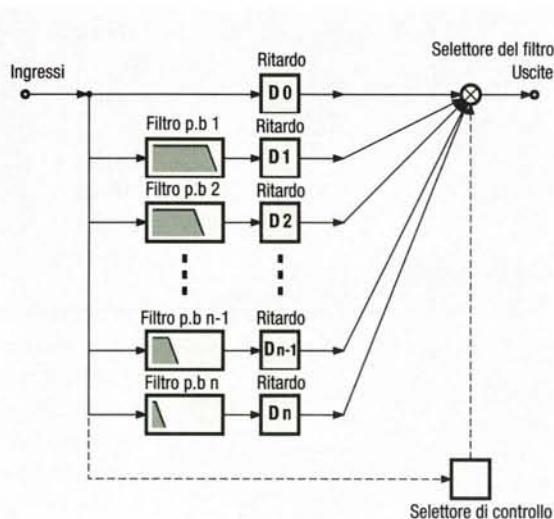 Selettore del filtro
Ingressi
Ritardo
Uscite
D0
Filtro p.b 1
Ritardo
D1
Filtro p.b 2
Ritardo
D2
Filtro p.b n-1
Ritardo
Dn-1
Filtro p.b n
Ritardo
Dn
Selettore di controllo